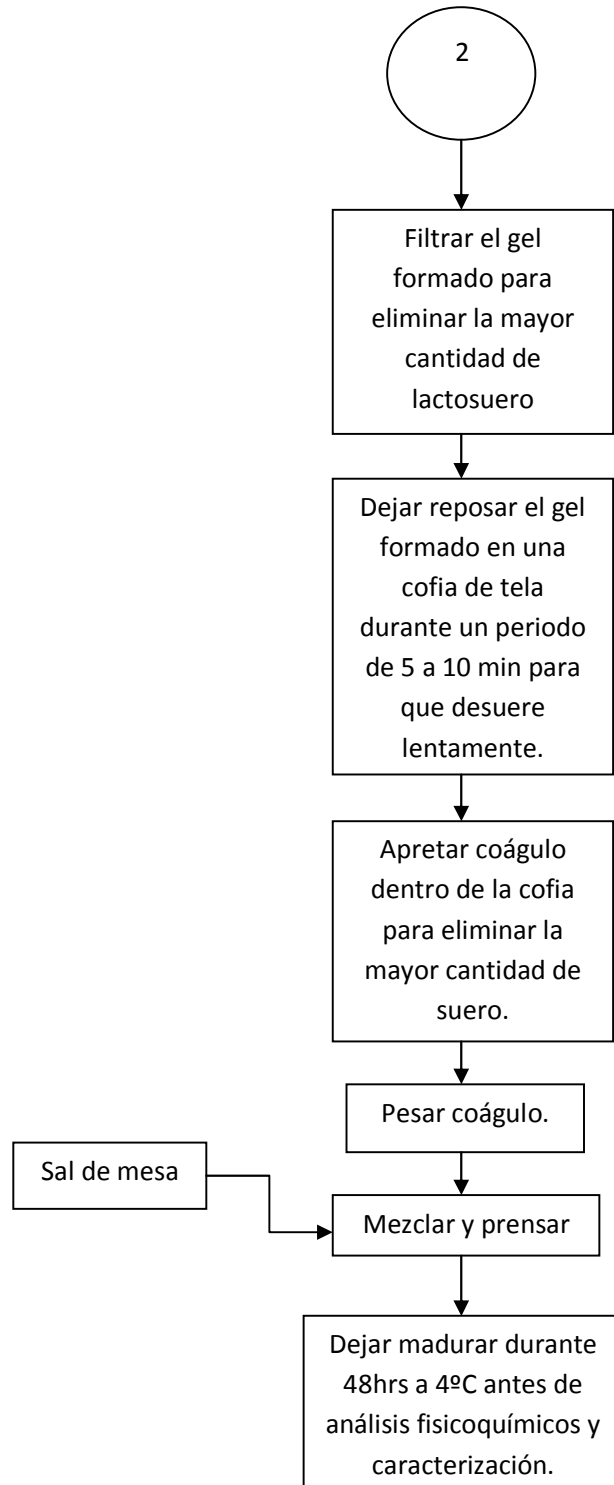 2
Filtrar el gel
formado para
eliminar la mayor
cantidad de
lactosuero
Dejar reposar el gel
formado en una
cofia de tela
durante un periodo
de 5 a 10 min para
que desuere
lentamente.
Apretar coágulo
dentro de la cofia
para eliminar la
mayor cantidad de
suero.
Pesar coágulo.
Sal de mesa
Mezclar y prensar
Dejar madurar durante
48hrs a 4ºC antes de
análisis fisicoquímicos y
caracterización.